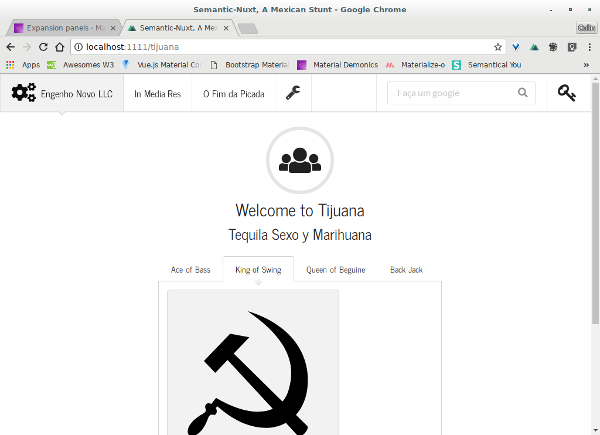 Semantic-Nuxt, A Mexican Stunt - Google Chrome
Expansion panels - Ma
Semantic-Nuxt, A Mex
localhost:1111/tijuana
Apps Awesomes W3 Vue.js Material Co Bootstrap Material Material Demonics Materialize-o Semantical You »
Engenho Novo LLC In Media Res O Fim da Picada Faça um google
Welcome to Tijuana
Tequila Sexo y Marihuana
Ace of Bass King of Swing Queen of Beguine Back Jack